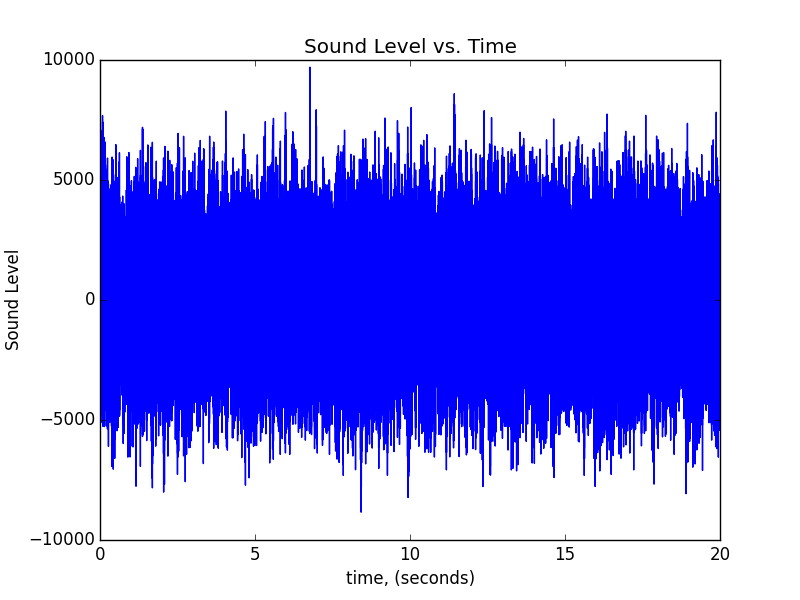 Sound Level vs. Time
10000
5000
0
−5000
−10000
Sound Level
0 5 10 15 20
time, (seconds)